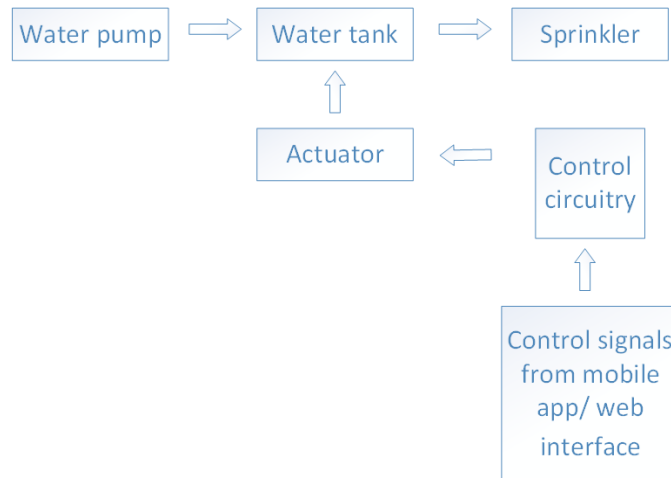 Water pump
Water tank
Sprinkler
Actuator
Control
circuitry
Control signals
from mobile
app/ web
interface